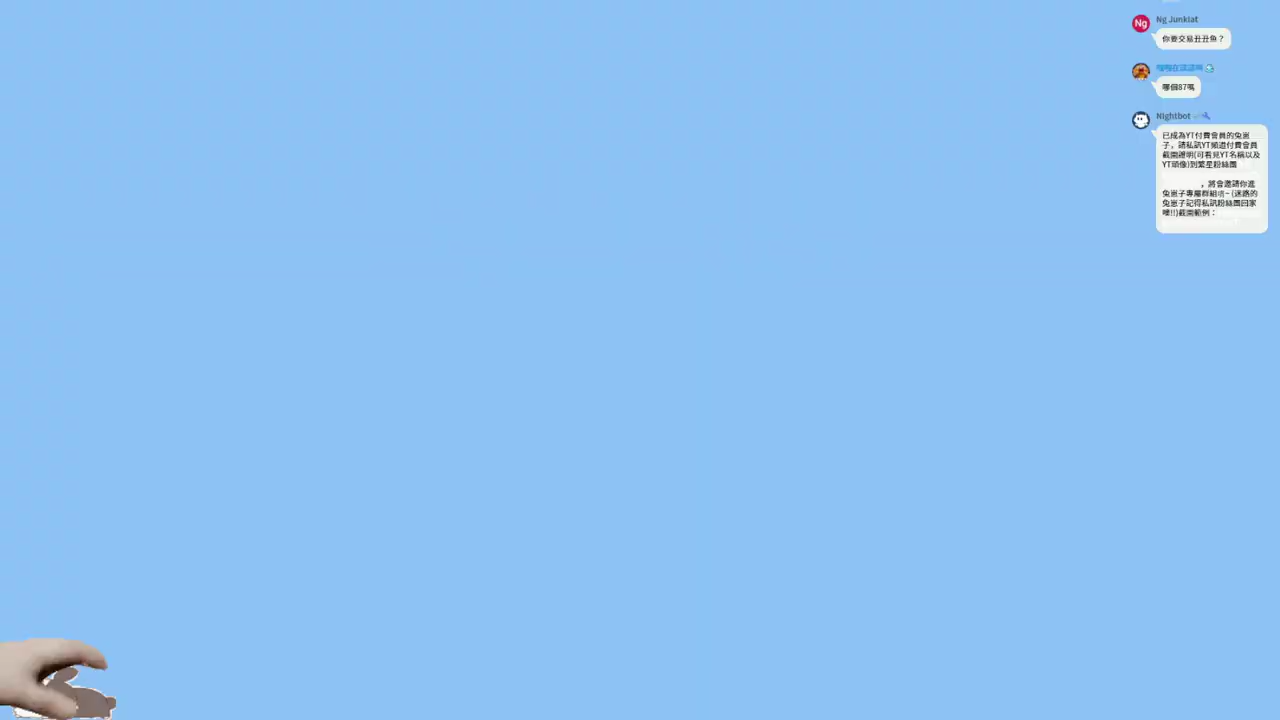 Ng Junklat
你要交易丑丑魚？
哪個87嗎
Nightbot
已成為YT付費會員的兔崽
子，請私訊YT頻道付費會員
截圖證明(可看見YT名稱以及
YT頭像)到繁星粉絲團
，將會邀請你進
兔崽子專屬群組唷~ (迷路的
兔崽子記得私訊粉絲團回家
噢!!)截圖範例：